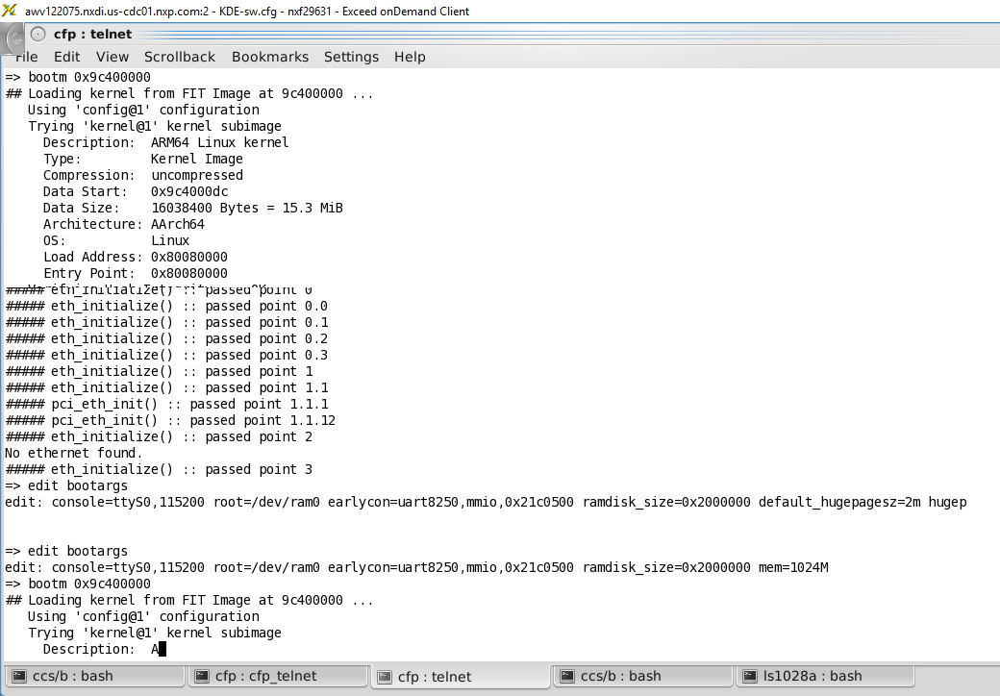 awv122075.nxdi.us-cdc01.nxp.com:2 - KDE-sw.cfg - nxf29631 - Exceed onDemand Client
cfp : telnet
File Edit View Scrollback Bookmarks Settings Help
=> bootm 0x9c400000
## Loading kernel from FIT Image at 9c400000 ...
Using 'config@1' configuration
Trying 'kernel@1' kernel subimage
Description: ARM64 Linux kernel
Type: Kernel Image
Compression: uncompressed
Data Start: 0x9c4000dc
Data Size: 16038400 Bytes = 15.3 MiB
Architecture: AArch64
OS: Linux
Load Address: 0x80080000
Entry Point: 0x80080000
##### eth_initialize() :: passed point 0
##### eth_initialize() :: passed point 0.0
##### eth_initialize() :: passed point 0.1
##### eth_initialize() :: passed point 0.2
##### eth_initialize() :: passed point 0.3
##### eth_initialize() :: passed point 1
##### eth_initialize() :: passed point 1.1
##### pci_eth_init() :: passed point 1.1.1
##### pci_eth_init() :: passed point 1.1.12
##### eth_initialize() :: passed point 2
No ethernet found.
##### eth_initialize() :: passed point 3
=> edit bootargs
edit: console=ttyS0,115200 root=/dev/ram0 earlycon=uart8250,mmio,0x21c0500 ramdisk_size=0x2000000 default_hugepagesz=2m hugep
=> edit bootargs
edit: console=ttyS0,115200 root=/dev/ram0 earlycon=uart8250,mmio,0x21c0500 ramdisk_size=0x2000000 mem=1024M
=> bootm 0x9c400000
## Loading kernel from FIT Image at 9c400000 ...
Using 'config@1' configuration
Trying 'kernel@1' kernel subimage
Description: A
ccs/b : bash cfp : cfp_telnet cfp : telnet ccs/b : bash ls1028a : bash